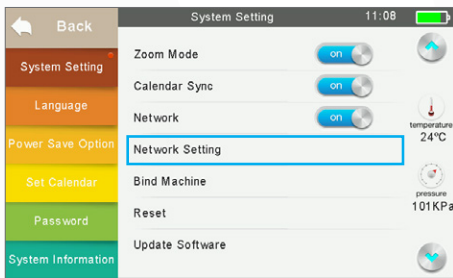 Back
System Setting
11:08
System Setting
Language
Power Save Option
Set Calendar
Password
System Information
Zoom Mode
on
Calendar Sync
on
Network
on
Network Setting
Bind Machine
Reset
Update Software
temperature
24°C
pressure
101KPa